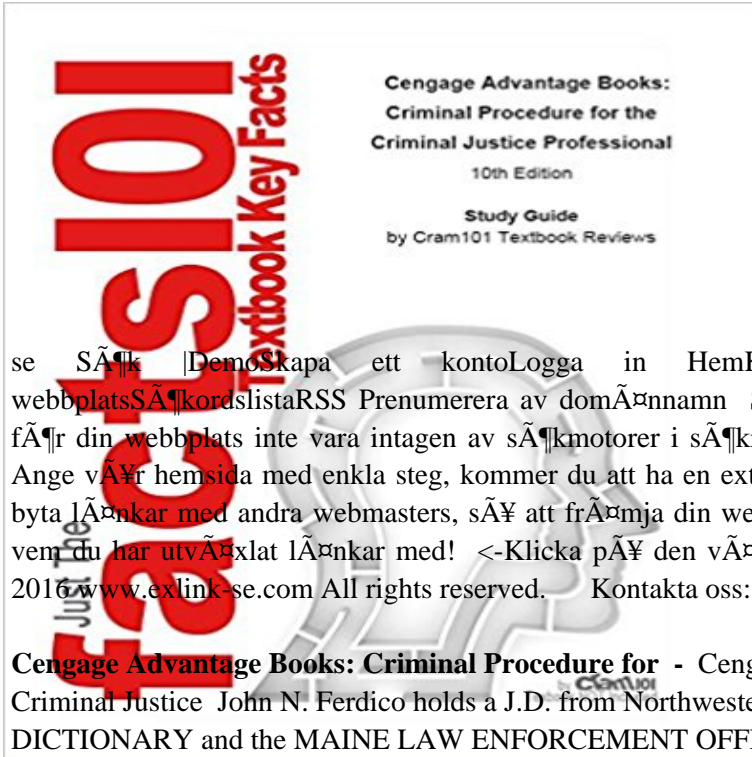 Cengage Advantage Books:
Criminal Procedure for the
Criminal Justice Professional
10th Edition
Study Guide
by Cram101 Textbook Reviews
Just The
facts101
Textbook Key Facts
se SÃ¶k |DemoSkapa ett kontoLogga in
webbplatsSÃ¶kordslistaRSS Prenumerera av domÃ¤nnamn
fÃ¶r din webbplats inte vara intagen av sÃ¶kmotorer i
Ange vÃ¥r hemsida med enkla steg, kommer du att ha en
byta lÃ¤nkar med andra webmasters, sÃ¥ att frÃ¤mja din
vem du har utvÃ¤xlat lÃ¤nkar med! <-Klicka pÃ¥ den
2016 www.exlink-se.com All rights reserved. Kontakta oss:
Cengage Advantage Books: Criminal Procedure for -
Cram101
Criminal Justice John N. Ferdico holds a J.D. from
DICTIONARY and the MAINE LAW ENFORCEMENT